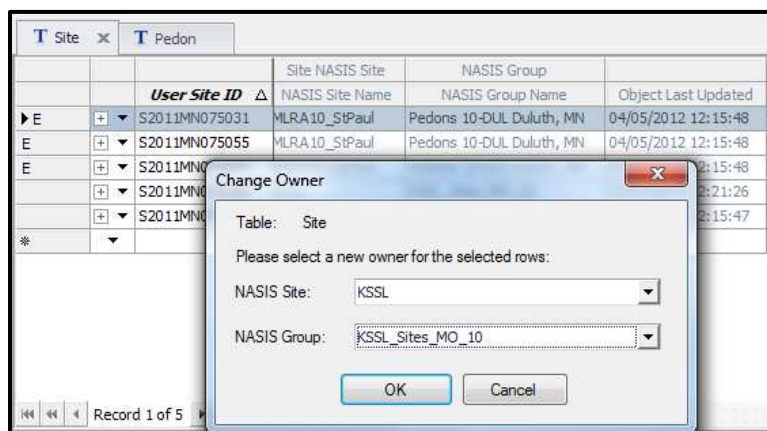 T Site x T Pedon
Site NASIS Site NASIS Group
User Site ID NASIS Site Name NASIS Group Name Object Last Updated
E S2011MN075031 MLRA10_StPaul Pedons 10-DUL Duluth, MN 04/05/2012 12:15:48
E S2011MN075055 MLRA10_StPaul Pedons 10-DUL Duluth, MN 04/05/2012 12:15:48
E S2011MN0 2:15:48
S2011MN0 2:21:26
S2011MN0 2:15:47
Change Owner
Table: Site
Please select a new owner for the selected rows:
NASIS Site: KSSL
NASIS Group: KSSL_Sites_MO_10
OK Cancel
Record 1 of 5